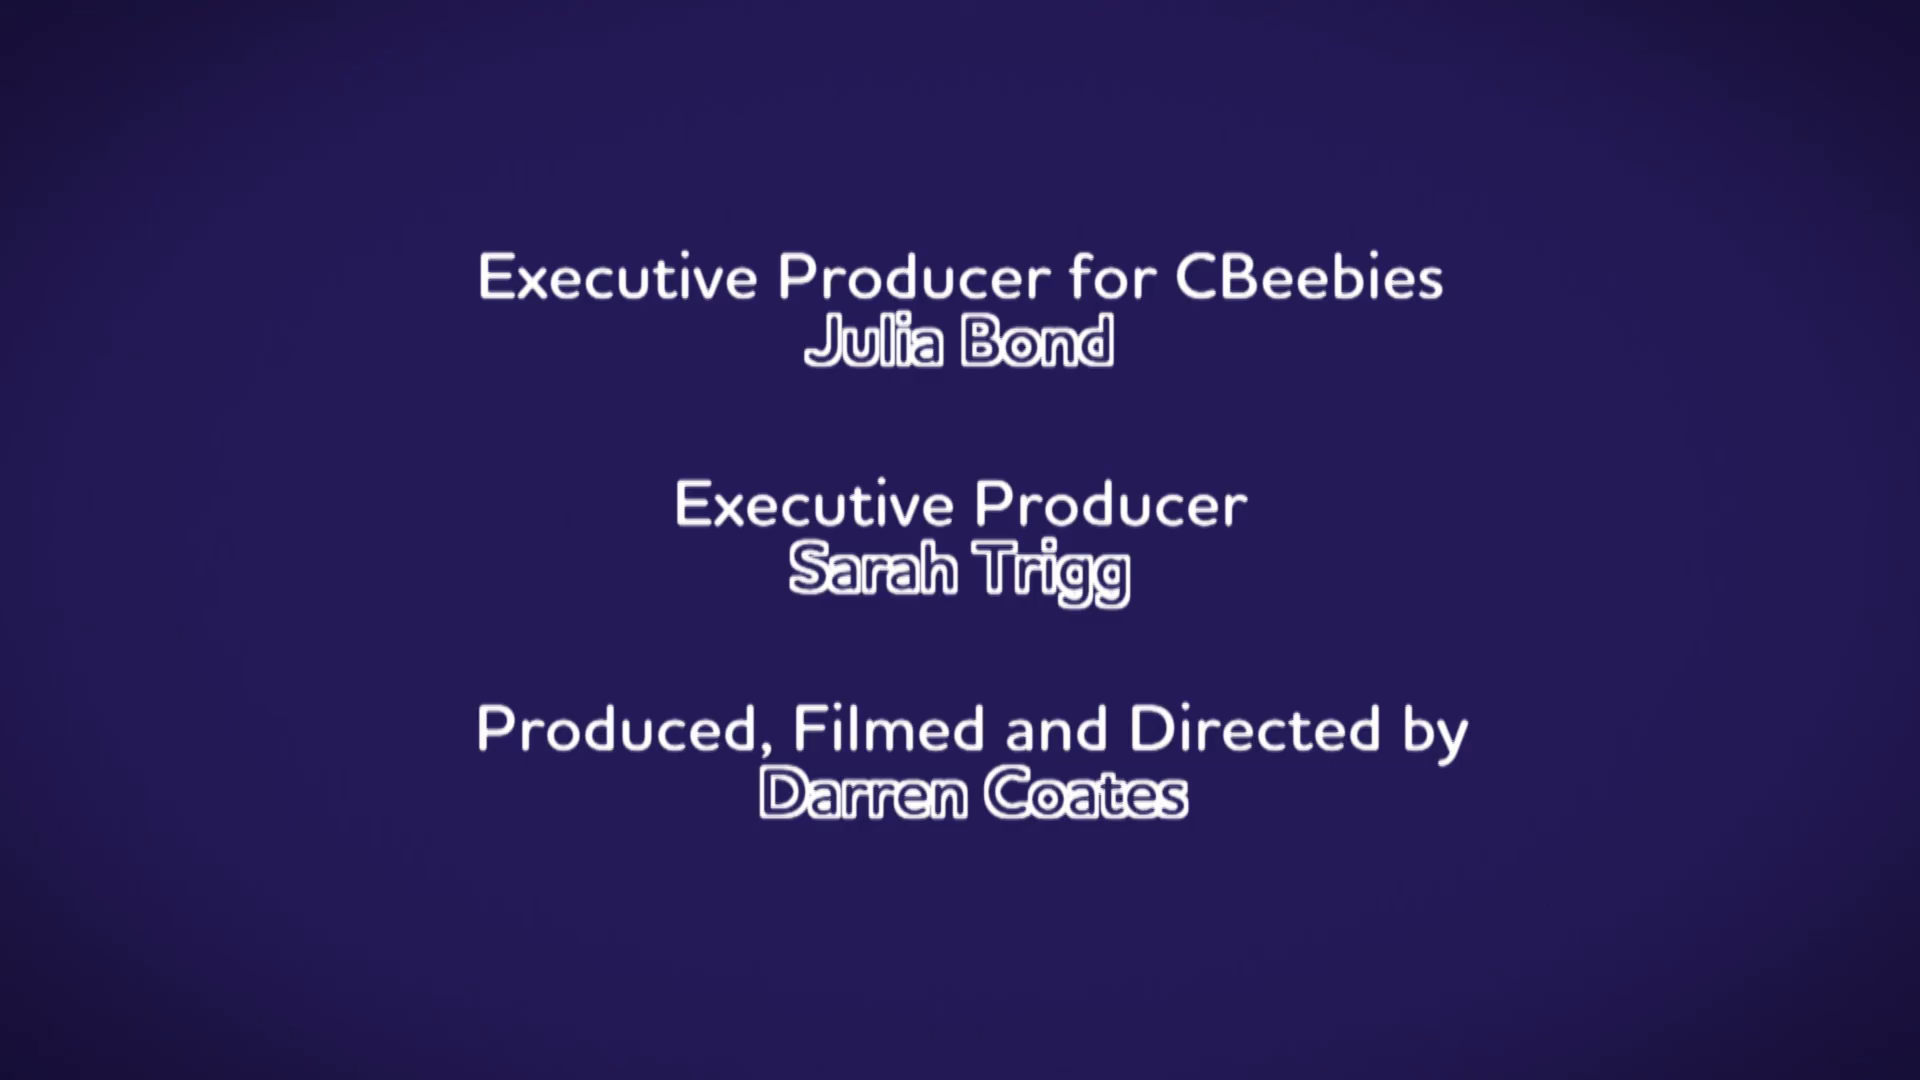 Executive Producer for CBeebies
Julia Bond
Executive Producer
Sarah Trigg
Produced, Filmed and Directed by
Darren Coates